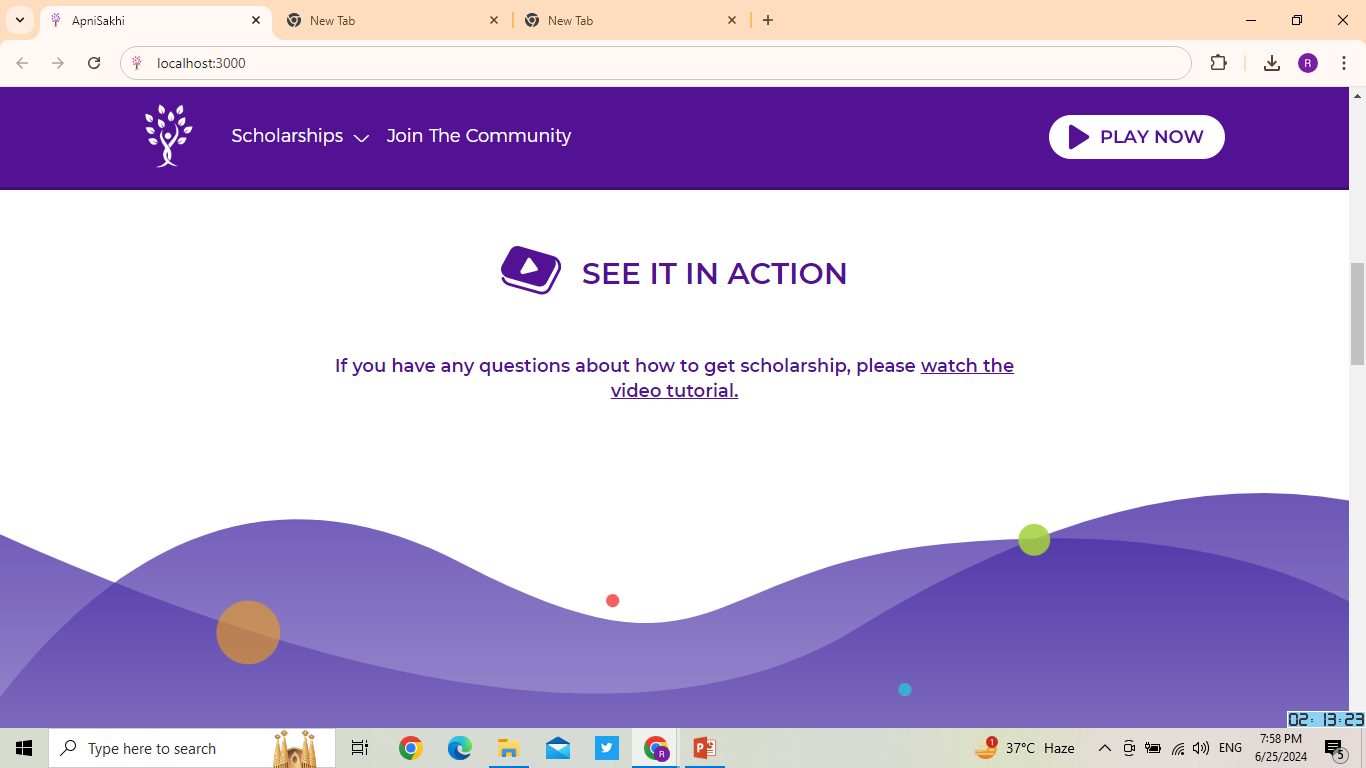 ApniSakhi
New Tab
New Tab
localhost:3000
R
Scholarships
Join The Community
PLAY NOW
SEE IT IN ACTION
If you have any questions about how to get scholarship, please watch the
video tutorial.
02:13:23
Type here to search
R
1
37°C Haze
ENG
7:58 PM
6/25/2024
5